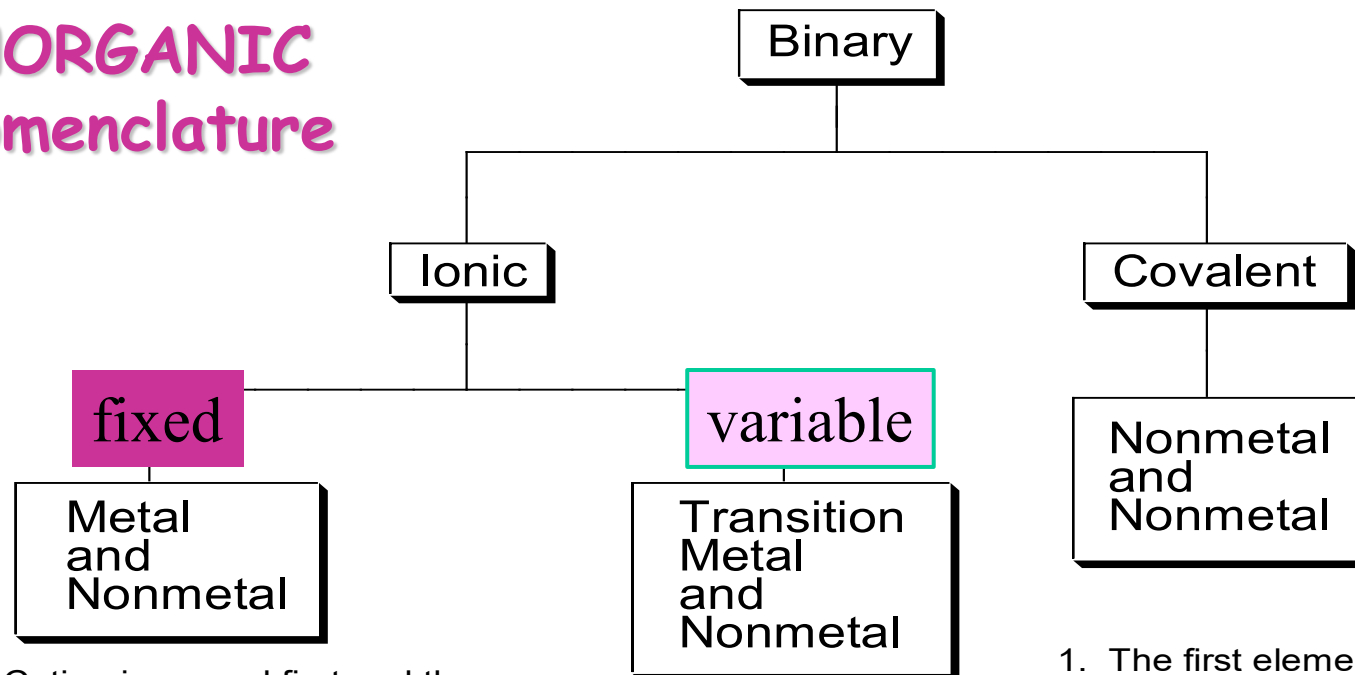 ORGANIC
menclature
Binary
Ionic
Covalent
fixed
variable
Metal
and
Nonmetal
Transition
Metal
and
Nonmetal
Nonmetal
and
Nonmetal
1. The first eleme